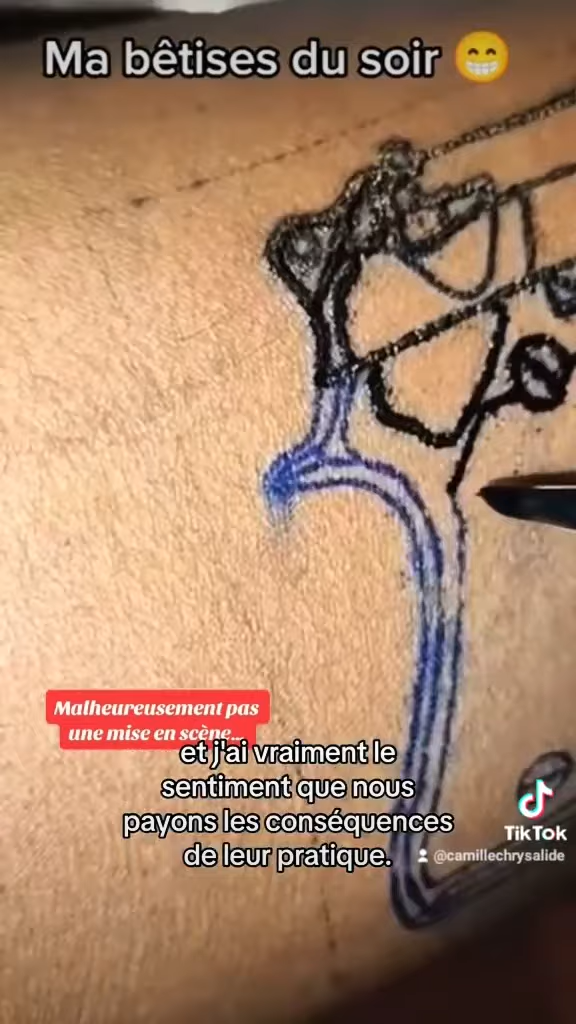 Ma bêtises du soir 😁
Malheureusement pas
une mise en scène...
et j'ai vraiment le
sentiment que nous
payons les conséquences
de leur pratique.
TikTok
@camillechrysalide